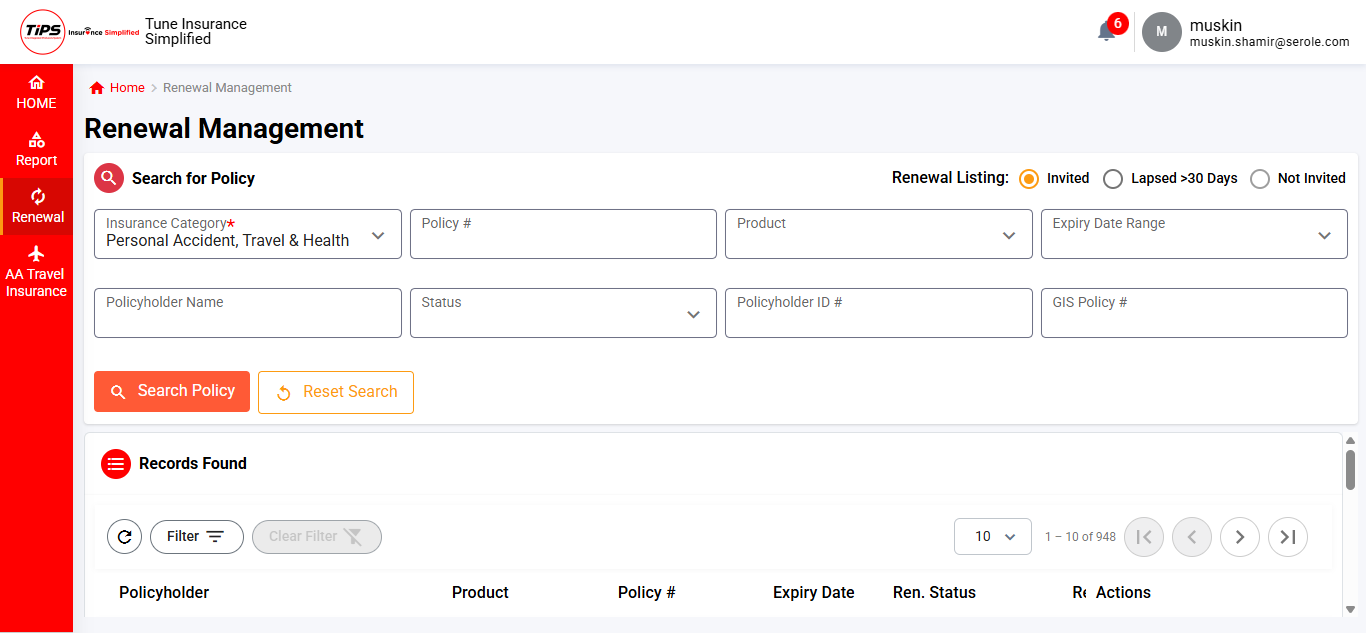 TiPS
Insurance Simplified
Tune Insurance
Simplified
6
M
muskin
muskin.shamir@serole.com
HOME
Report
Renewal
AA Travel
Insurance
Home > Renewal Management
Renewal Management
Search for Policy
Renewal Listing: Invited Lapsed >30 Days Not Invited
Insurance Category*
Personal Accident, Travel & Health
Policy #
Product
Expiry Date Range
Policyholder Name
Status
Policyholder ID #
GIS Policy #
Search Policy
Reset Search
Records Found
Filter
Clear Filter
10
1 – 10 of 948
Policyholder Product Policy # Expiry Date Ren. Status Re Actions